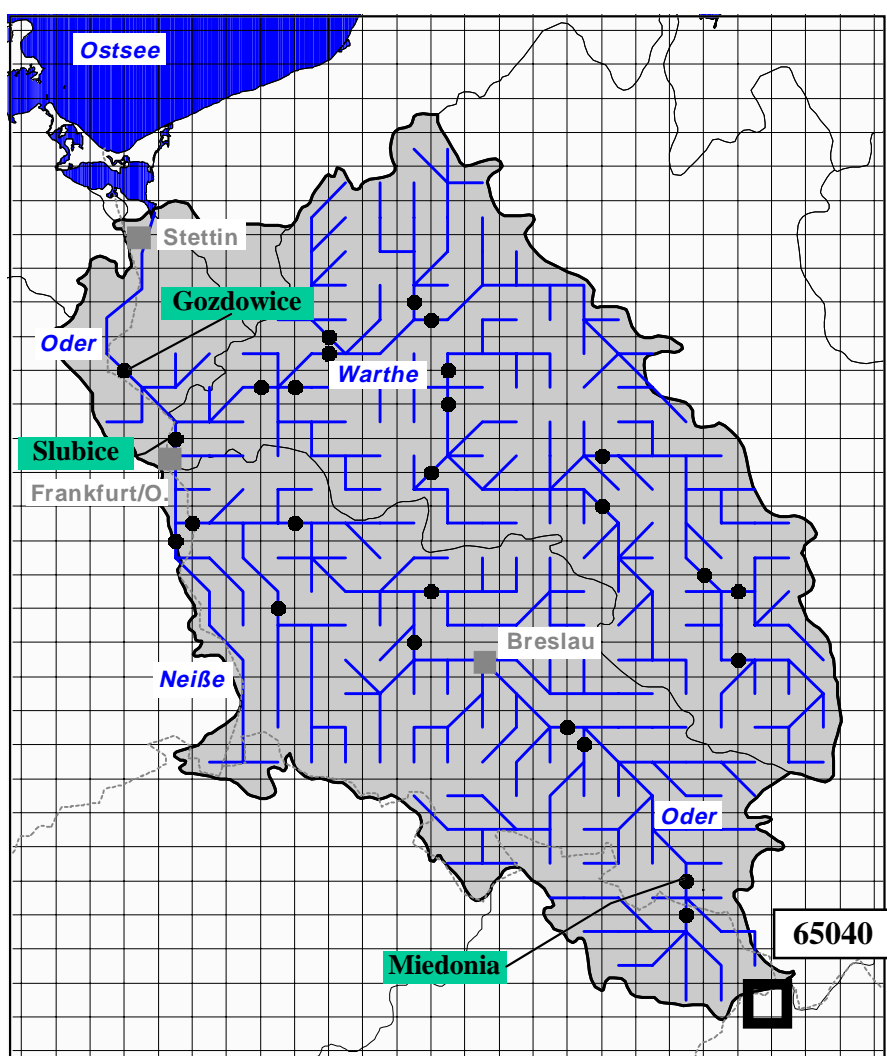 Ostsee
Stettin
Gozdowice
Oder
Warthe
Slubice
Frankfurt/O.
Breslau
Neiße
Oder
65040
Miedonia